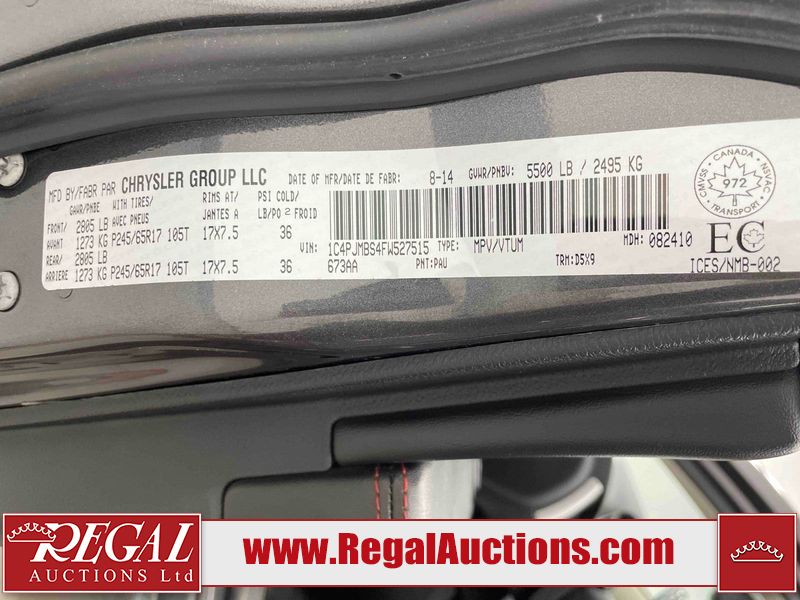 MFD BY/FABR PAR CHRYSLER GROUP LLC DATE OF MFR/DATE DE FABR: 8-14 GVWR/PNBV: 5500 LB / 2495 KG
GAWR/PNBE WITH TIRES/ RIMS AT/ PSI COLD/
AVEC PNEUS JANTES A LB/PO 2 FROID
FRONT/ 2805 LB
AVANT 1273 KG P245/65R17 105T 17X7.5 36
REAR/ 2805 LB
ARRIERE 1273 KG P245/65R17 105T 17X7.5 36
VIN: 1C4PJMBS4FW527515 TYPE: MPV/VTUM MDH: 082410
673AA PNT: PAU TRM: D5X9
CANADA
CMVSS NSVAC
972
TRANSPORT
EC
ICES/NMB-002
REGAL
AUCTIONS Ltd
www.RegalAuctions.com